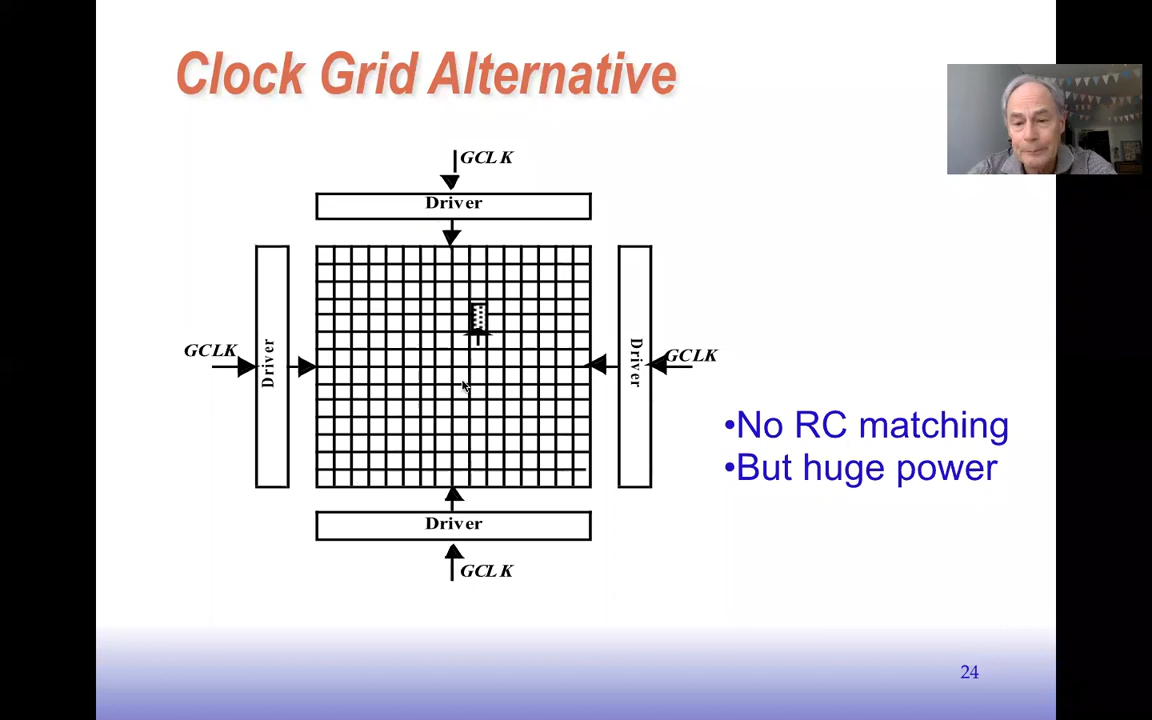 Clock Grid Alternative
GCLK
Driver
GCLK
Driver
Driver
GCLK
•No RC matching
•But huge power
Driver
GCLK
24